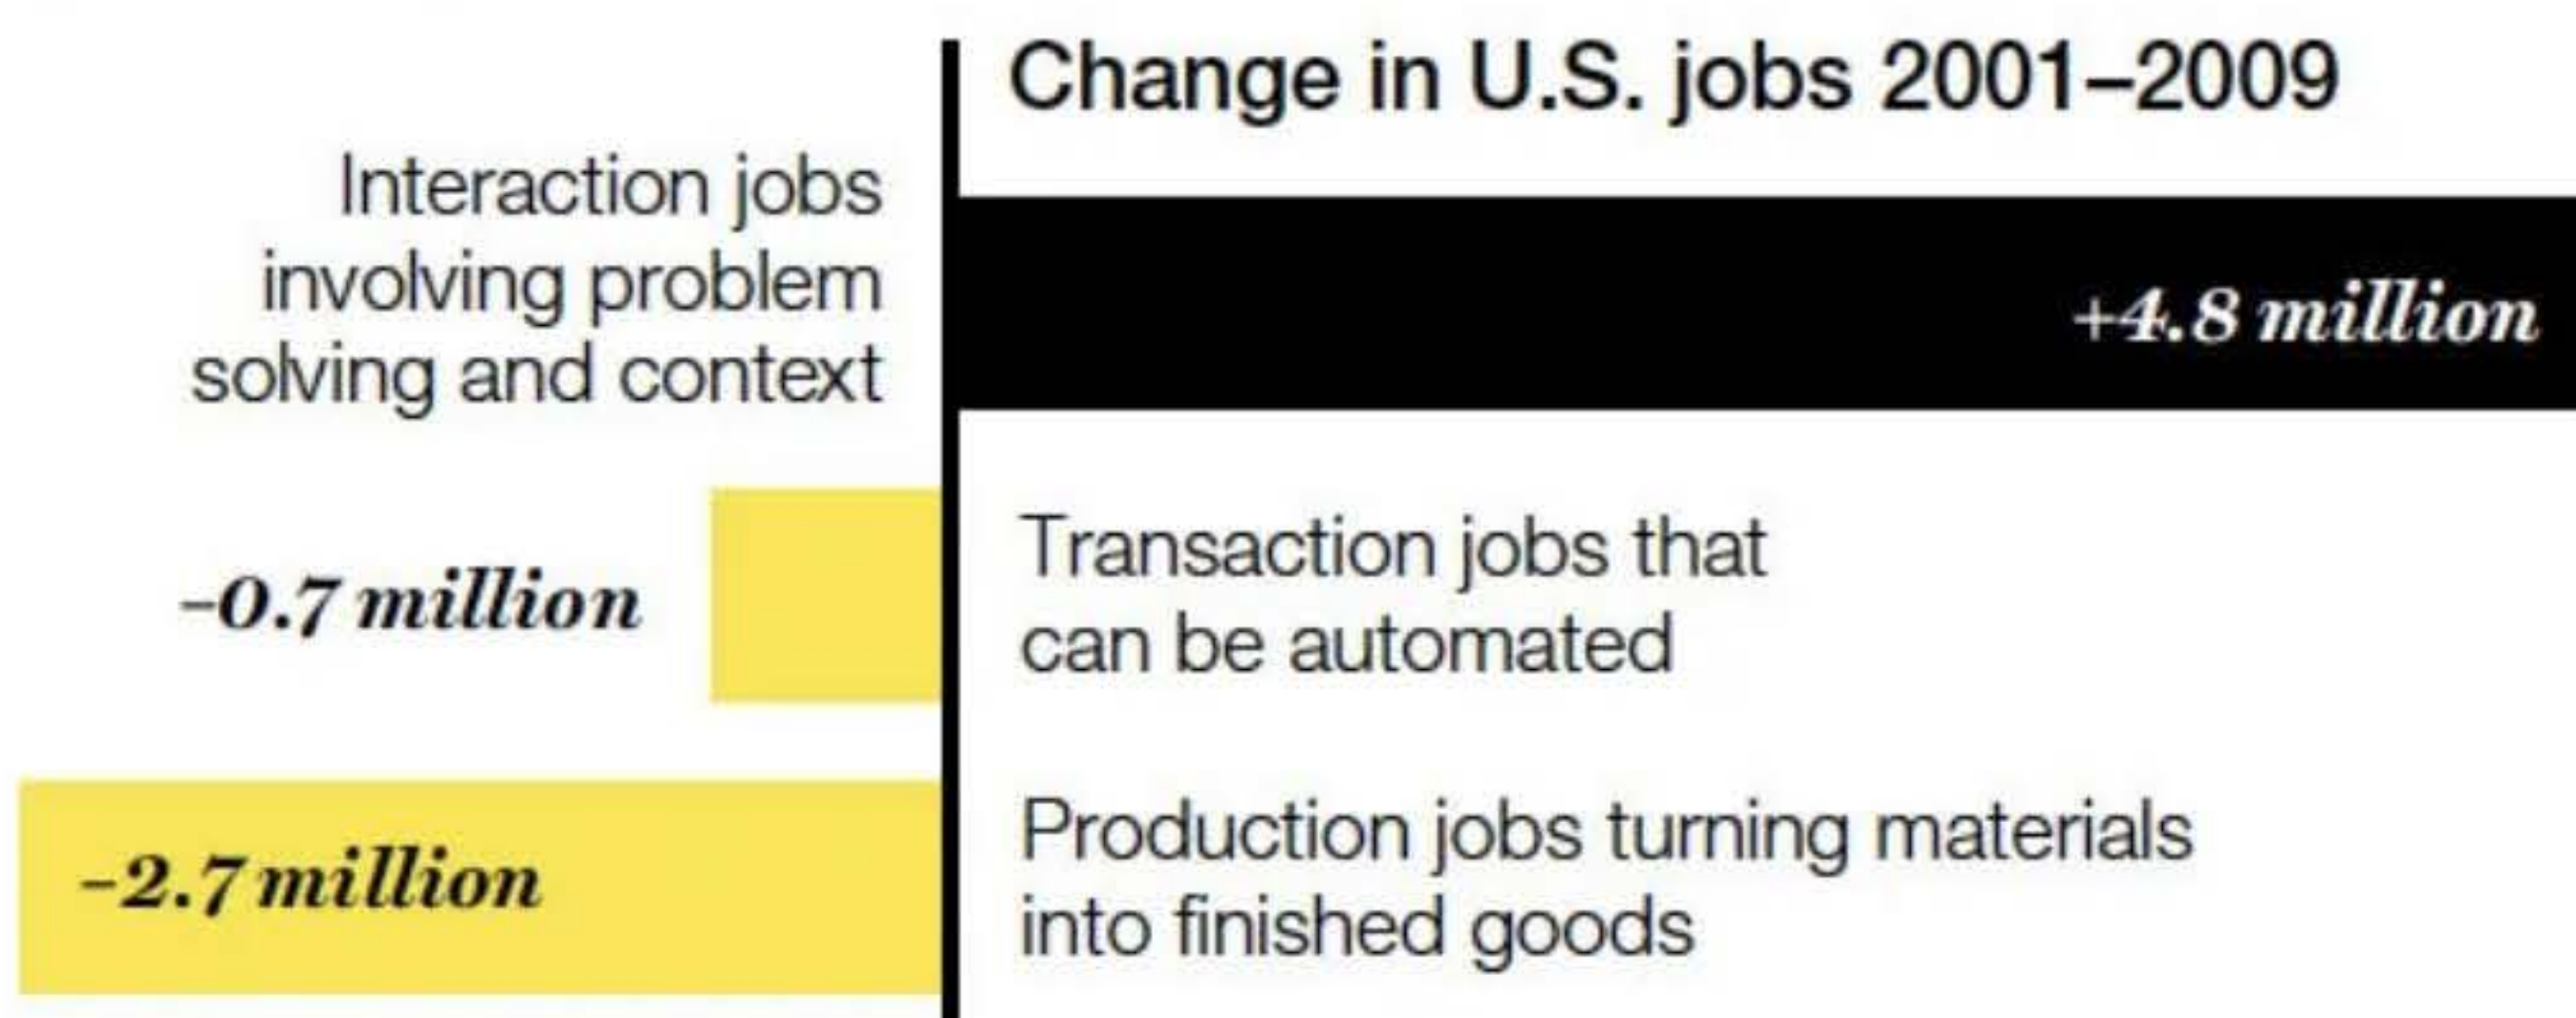 Change in U.S. jobs 2001–2009
Interaction jobs
involving problem
solving and context
+4.8 million
–0.7 million
Transaction jobs that
can be automated
–2.7 million
Production jobs turning materials
into finished goods